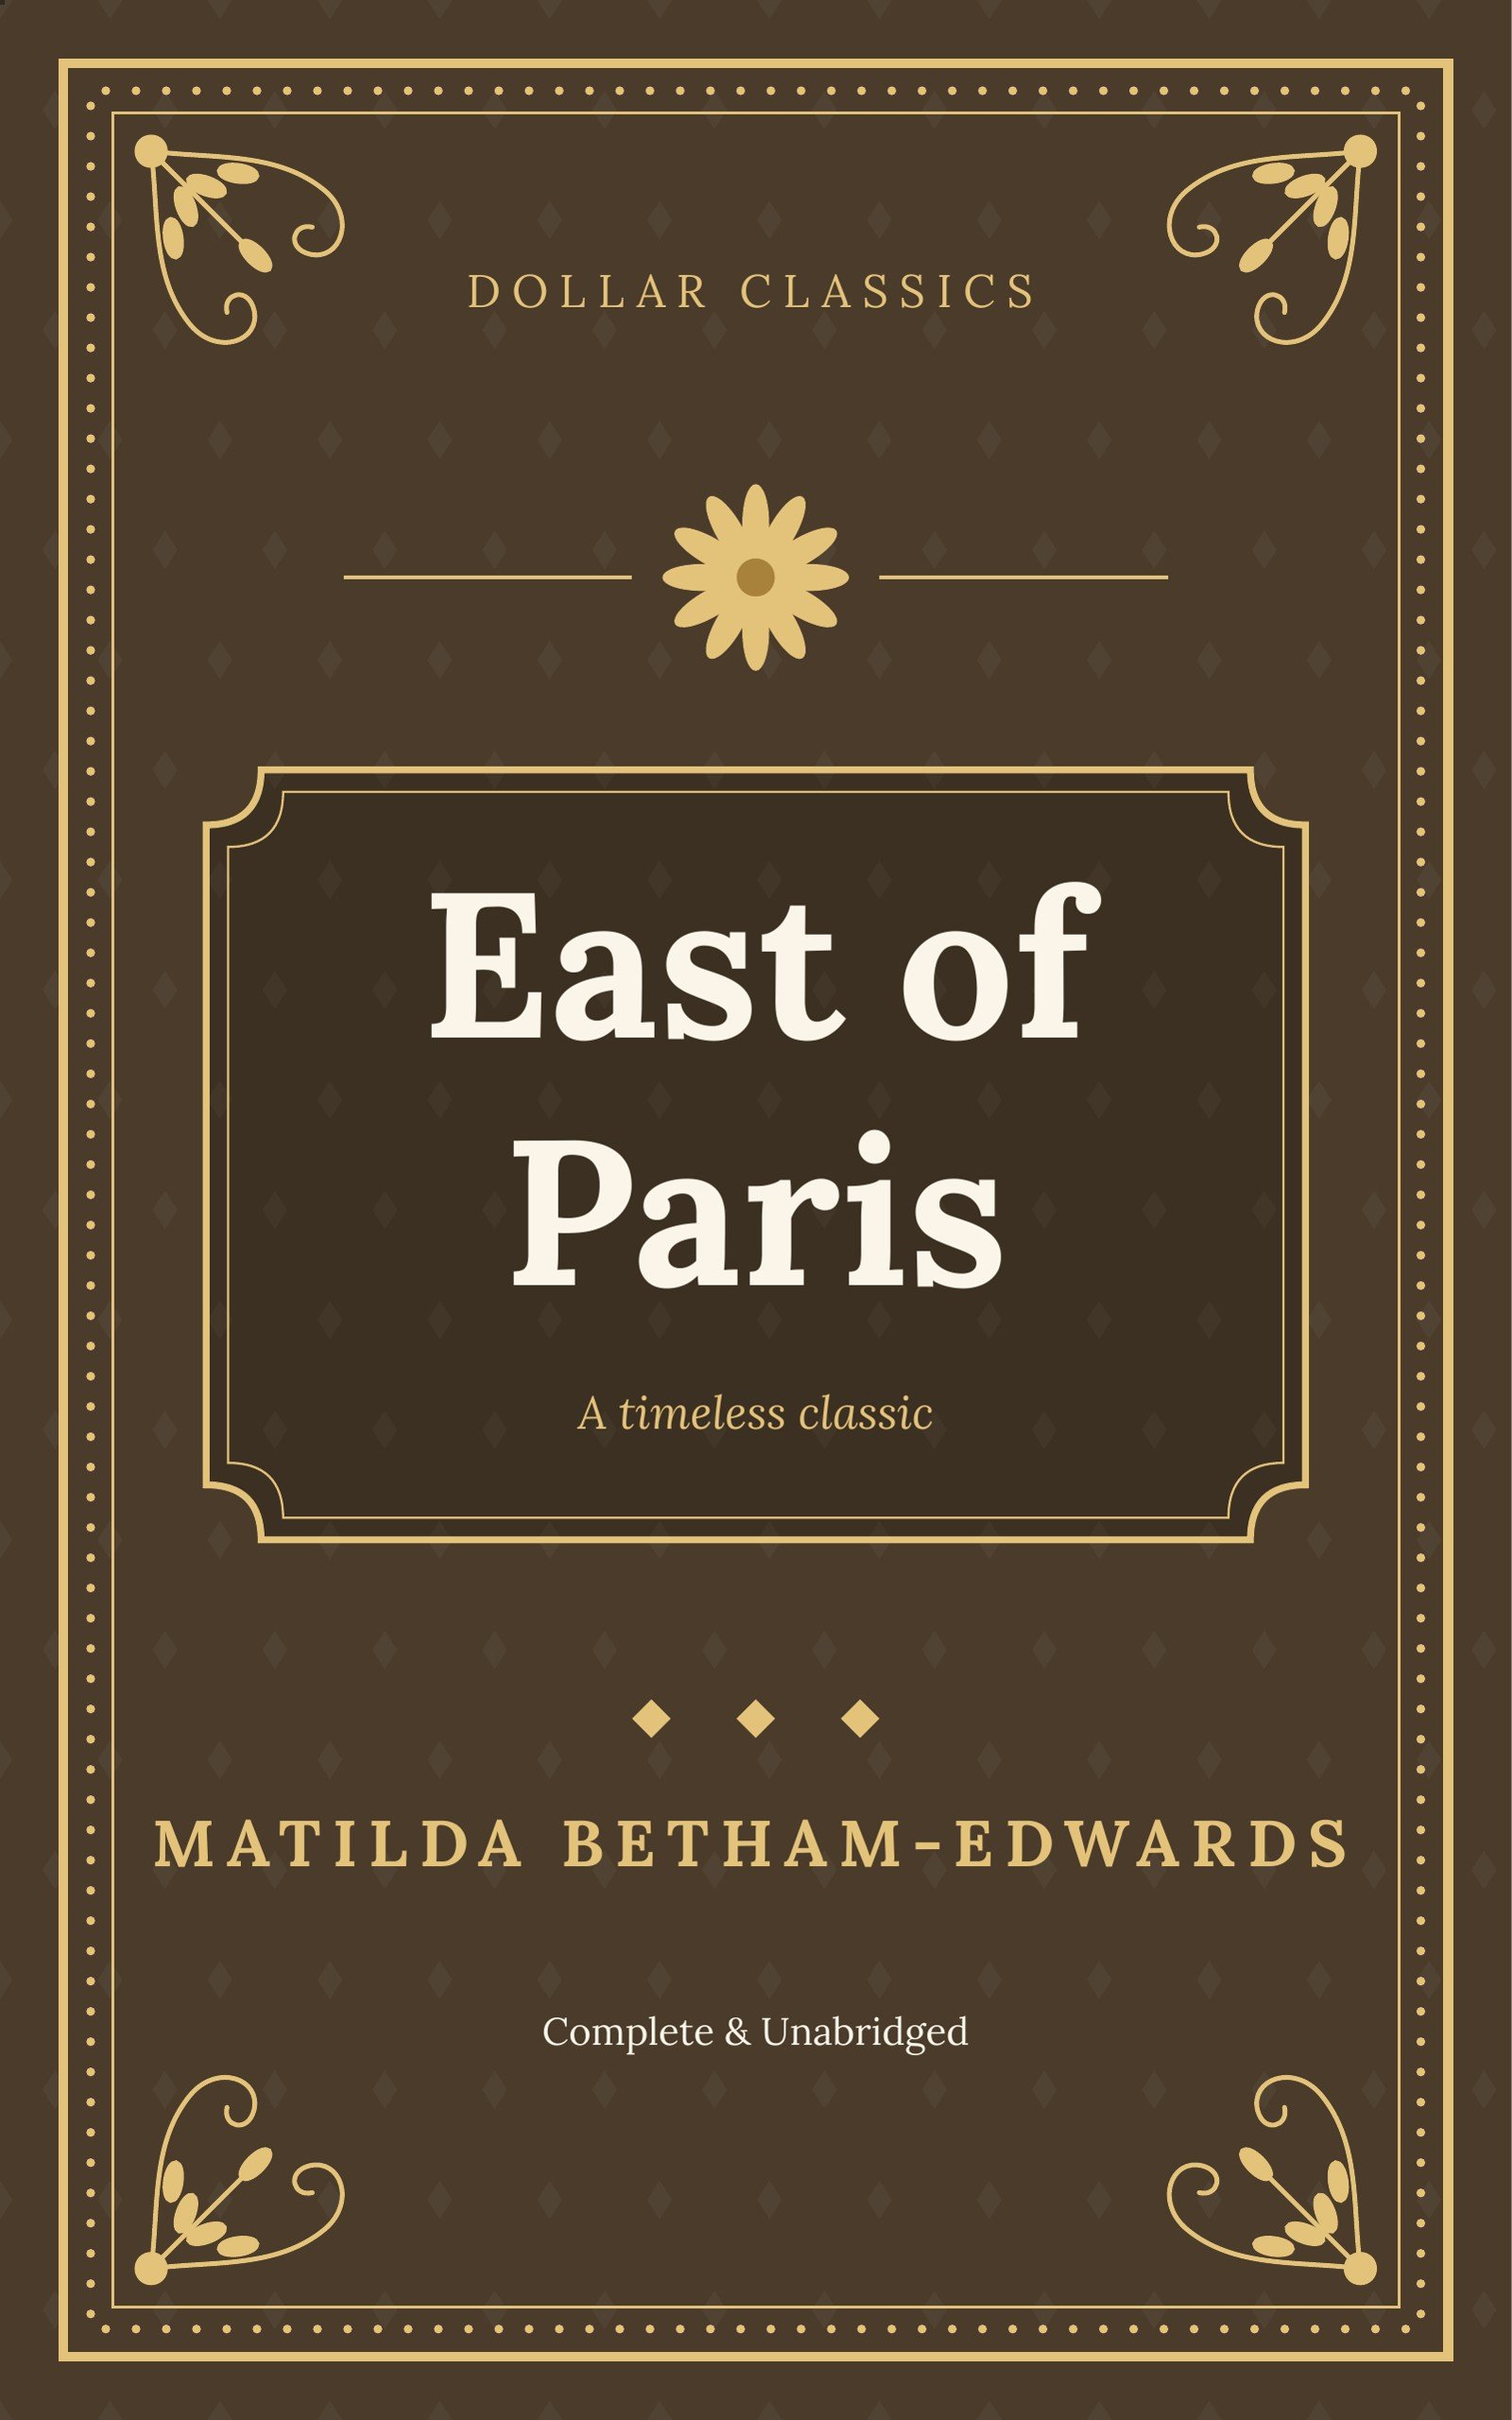 DOLLAR CLASSICS
East of
Paris
A timeless classic
MATILDA BETHAM-EDWARDS
Complete & Unabridged